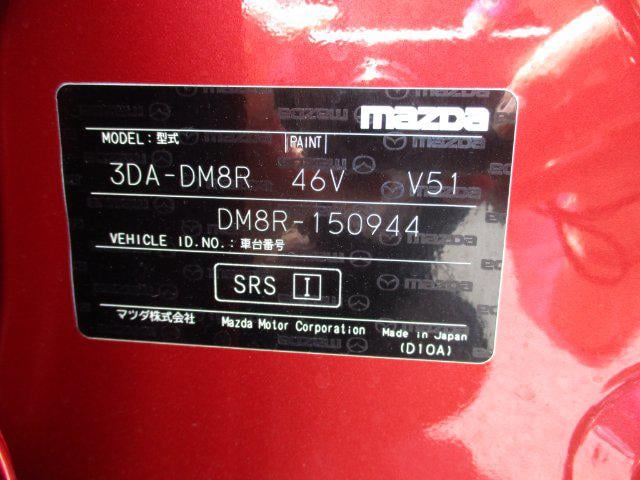 mazda
MODEL:型式 PAINT
3DA-DM8R 46V V51
DM8R-150944
VEHICLE ID.NO.:車台番号
SRS I
マツダ株式会社 Mazda Motor Corporation Made in Japan
(D10A)